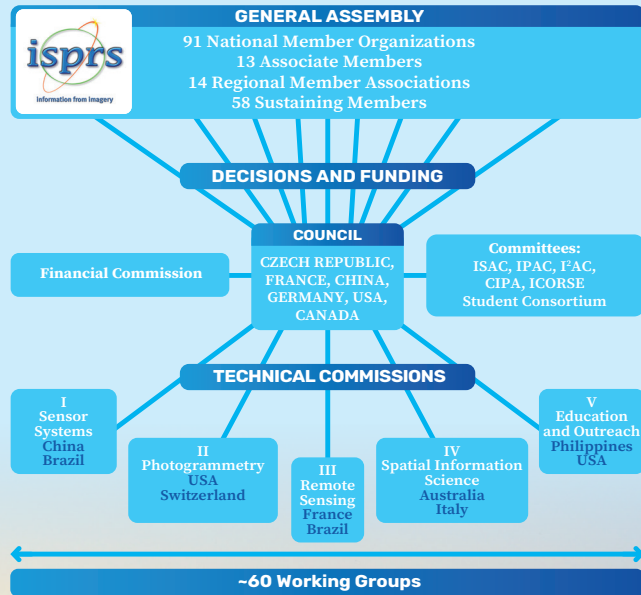 GENERAL ASSEMBLY
isprs
Information from Imagery
91 National Member Organizations
13 Associate Members
14 Regional Member Associations
58 Sustaining Members
DECISIONS AND FUNDING
Financial Commission
COUNCIL
CZECH REPUBLIC,
FRANCE, CHINA,
GERMANY, USA,
CANADA
Committees:
ISAC, IPAC, I²AC,
CIPA, ICORSE
Student Consortium
TECHNICAL COMMISSIONS
I
Sensor
Systems
China
Brazil
II
Photogrammetry
USA
Switzerland
III
Remote
Sensing
France
Brazil
IV
Spatial Information
Science
Australia
Italy
V
Education
and Outreach
Philippines
USA
~60 Working Groups